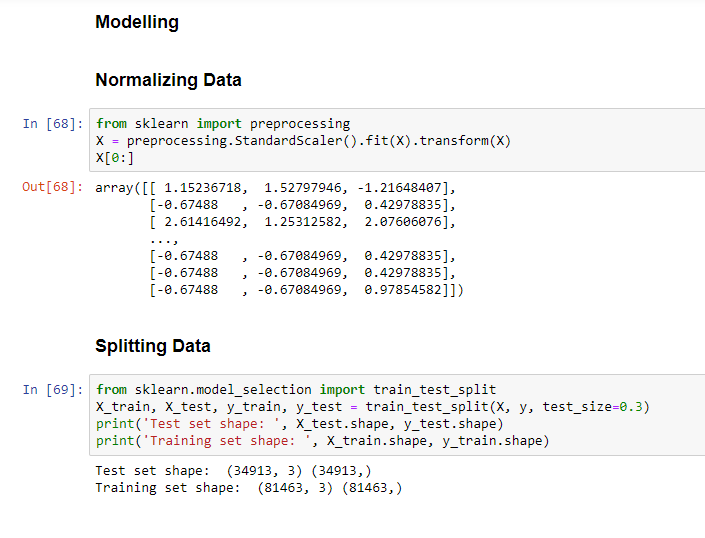 Modelling
Normalizing Data
In [68]: from sklearn import preprocessing
X = preprocessing.StandardScaler().fit(X).transform(X)
X[0:]
Out[68]: array([[ 1.15236718,  1.52797946, -1.21648407],
[-0.67488   , -0.67084969,  0.42978835],
[ 2.61416492,  1.25312582,  2.07606076],
...,
[-0.67488   , -0.67084969,  0.42978835],
[-0.67488   , -0.67084969,  0.42978835],
[-0.67488   , -0.67084969,  0.97854582]])
Splitting Data
In [69]: from sklearn.model_selection import train_test_split
X_train, X_test, y_train, y_test = train_test_split(X, y, test_size=0.3)
print('Test set shape: ', X_test.shape, y_test.shape)
print('Training set shape: ', X_train.shape, y_train.shape)
Test set shape:  (34913, 3) (34913,)
Training set shape:  (81463, 3) (81463,)